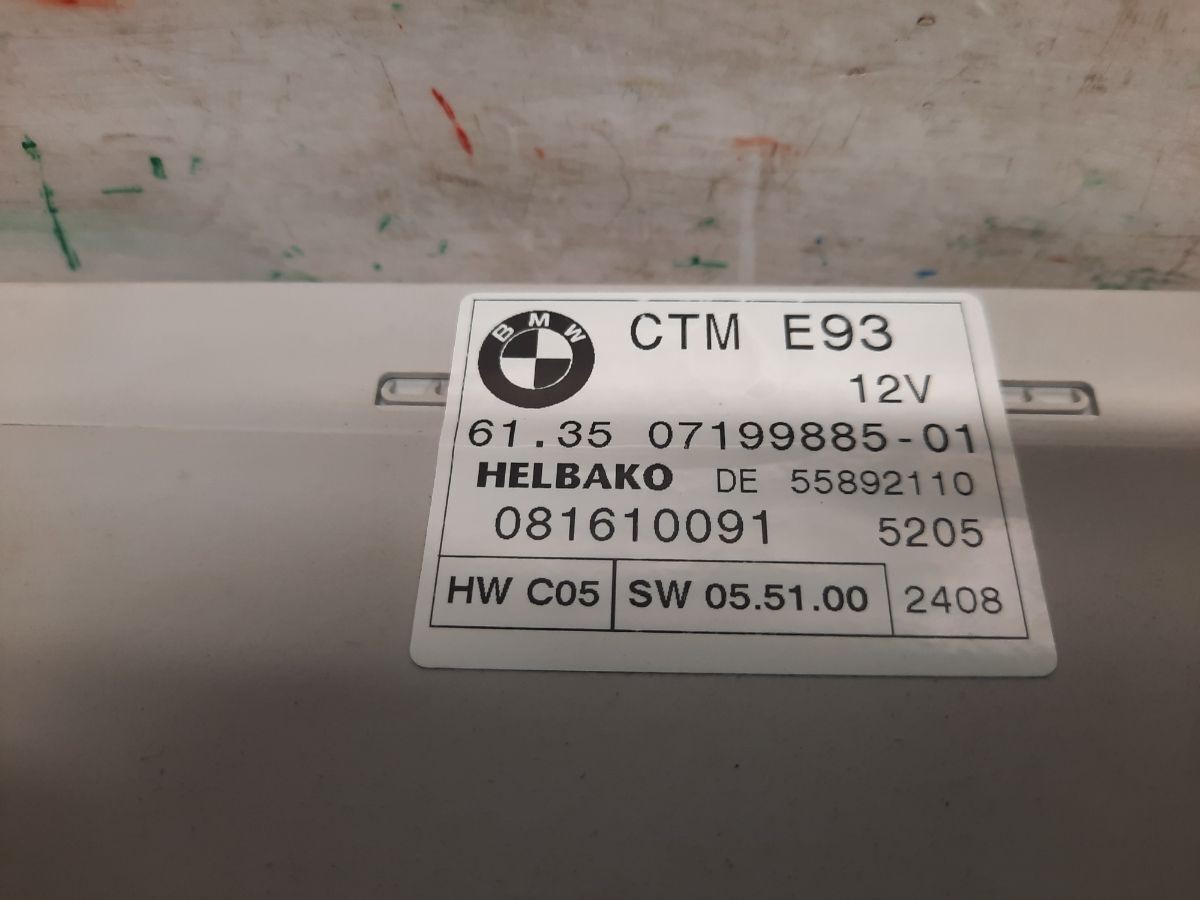 BMW
CTM E93
12V
61.35 07199885-01
HELBAKO DE 55892110
081610091 5205
HW C05 SW 05.51.00 2408